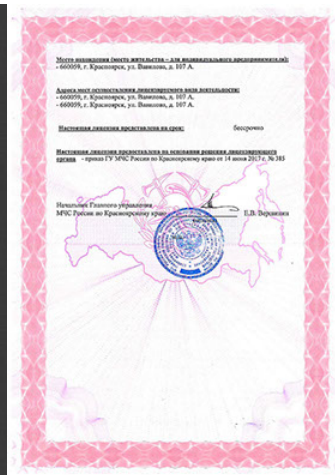 Место нахождения (место жительства – для индивидуального предпринимателя):
- 660059, г. Красноярск, ул. Вавилова, д. 107 А.
Адреса мест осуществления лицензируемого вида деятельности:
- 660059, г. Красноярск, ул. Вавилова, д. 107 А.
- 660059, г. Красноярск, ул. Вавилова, д. 107 А.
Настоящая лицензия предоставлена на срок: бессрочно
Настоящая лицензия предоставлена на основании решения лицензирующего
органа - приказ ГУ МЧС России по Красноярскому краю от 14 июня 2017 г. № 385
Начальник Главного управления
МЧС России по Красноярскому краю